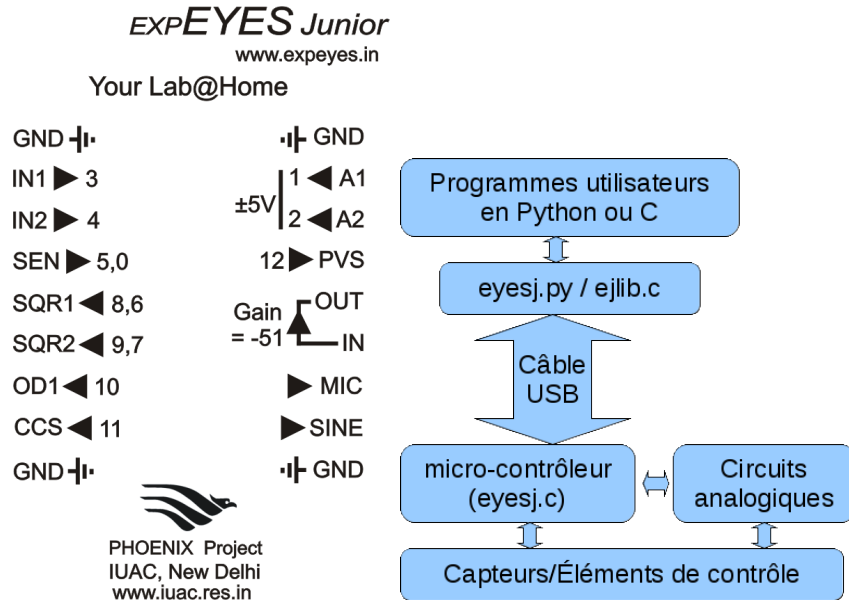 EXPEYES Junior
www.expeyes.in
Your Lab@Home
GND
IN1 3
IN2 4
SEN 5,0
SQR1 8,6
SQR2 9,7
OD1 10
CCS 11
GND
GND
±5V
1 A1
2 A2
12 PVS
Gain
= -51
OUT
IN
MIC
SINE
GND
PHOENIX Project
IUAC, New Delhi
www.iuac.res.in
Programmes utilisateurs
en Python ou C
eyesj.py / ejlib.c
Câble
USB
micro-contrôleur
(eyesj.c)
Circuits
analogiques
Capteurs/Éléments de contrôle